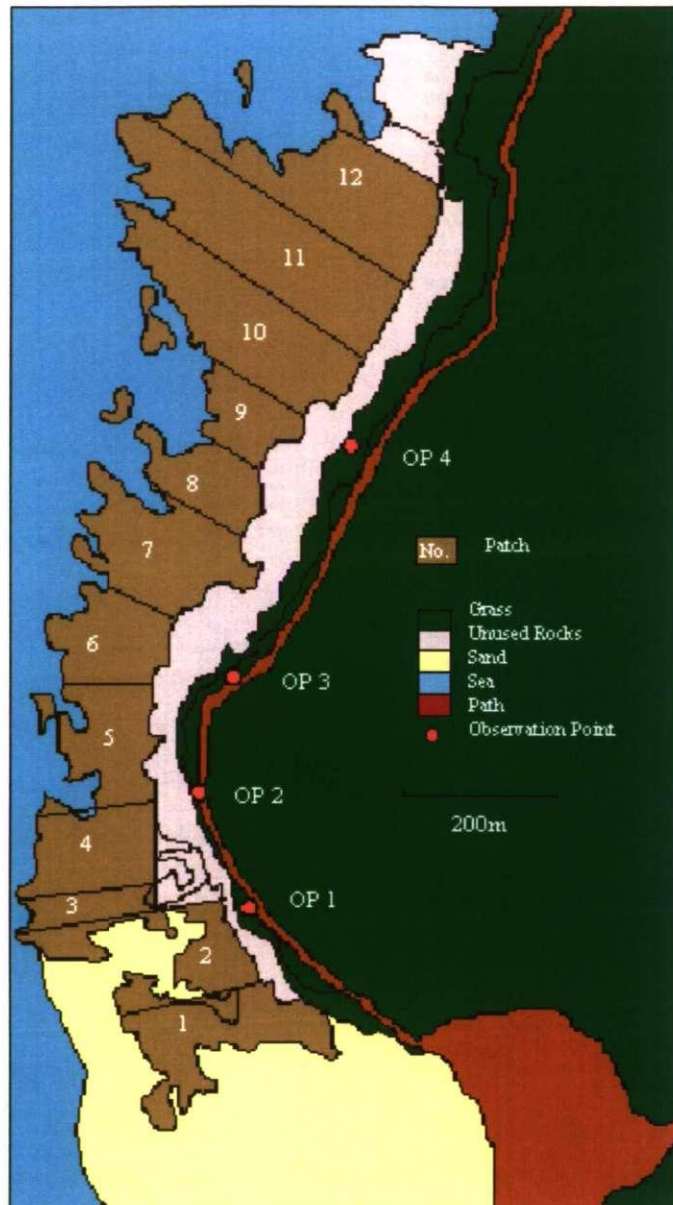 12
11
10
9
OP 4
8
No. Patch
7
Grass
6
Unused Rocks
Sand
OP 3
Sea
5
Path
Observation Point
OP 2
4
200m
3
OP 1
2
1